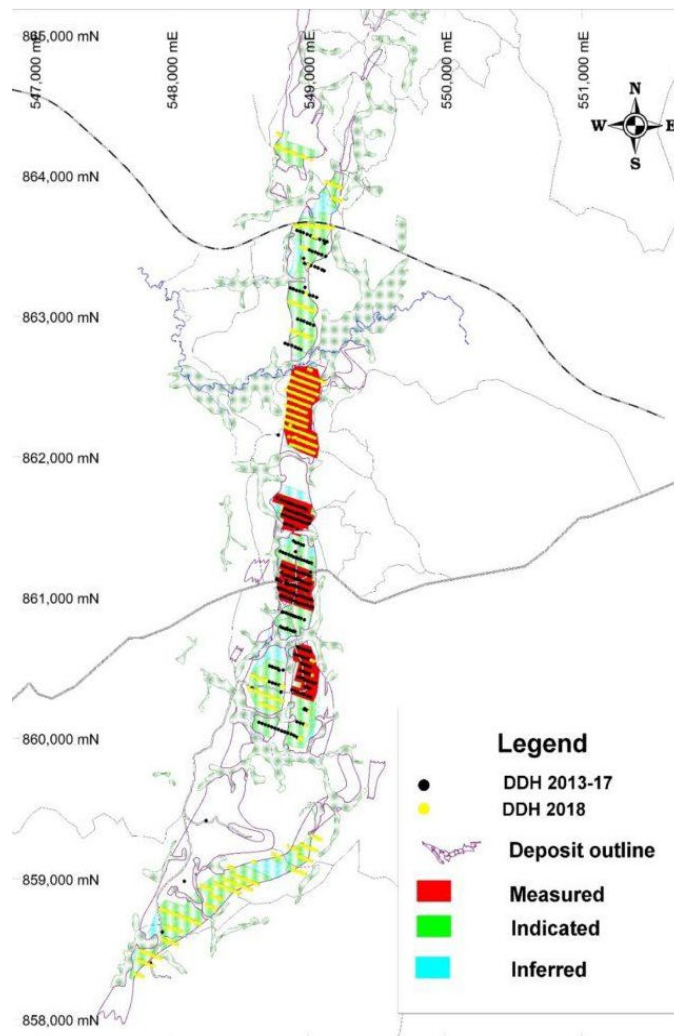 865,000 mN
547,000 mE
548,000 mE
549,000 mE
550,000 mE
551,000 mE
N
W E
S
864,000 mN
863,000 mN
862,000 mN
861,000 mN
860,000 mN
859,000 mN
858,000 mN
Legend
DDH 2013-17
DDH 2018
Deposit outline
Measured
Indicated
Inferred